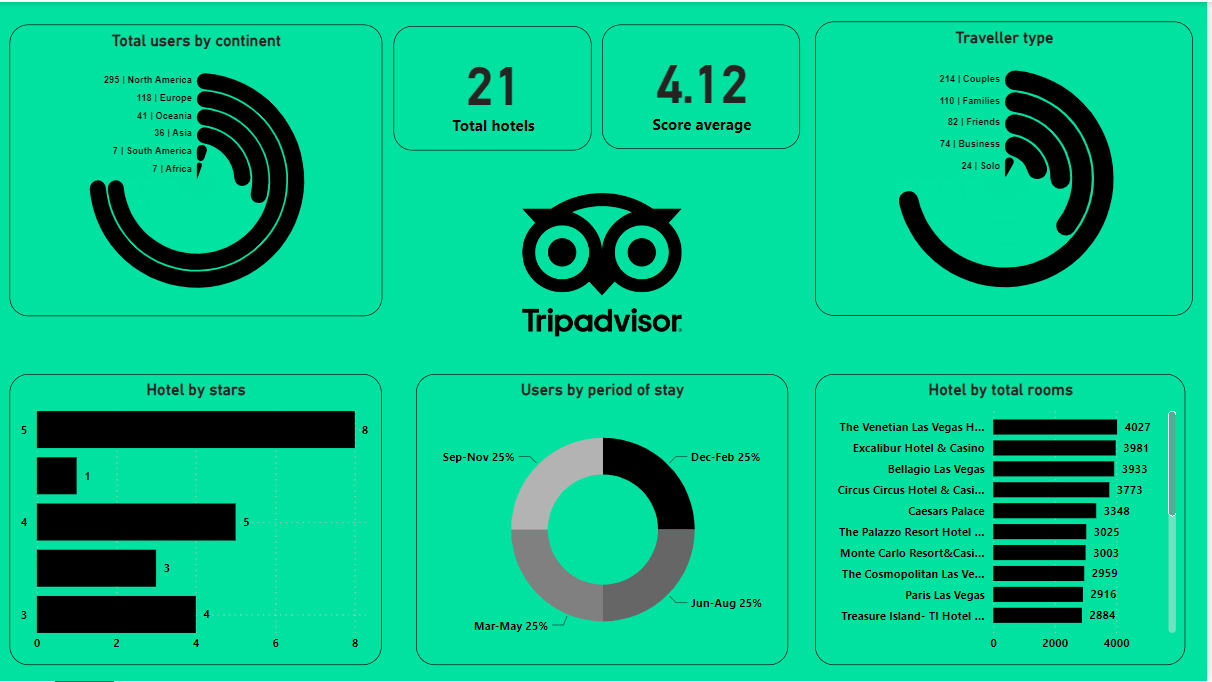 Total users by continent
295 | North America
118 | Europe
41 | Oceania
36 | Asia
7 | South America
7 | Africa
21
Total hotels
4.12
Score average
Traveller type
214 | Couples
110 | Families
82 | Friends
74 | Business
24 | Solo
Tripadvisor
Hotel by stars
5 8
1
4 5
3
3 4
0 2 4 6 8
Users by period of stay
Sep-Nov 25%
Dec-Feb 25%
Mar-May 25%
Jun-Aug 25%
Hotel by total rooms
The Venetian Las Vegas H... 4027
Excalibur Hotel & Casino 3981
Bellagio Las Vegas 3933
Circus Circus Hotel & Casi... 3773
Caesars Palace 3348
The Palazzo Resort Hotel ... 3025
Monte Carlo Resort&Casi... 3003
The Cosmopolitan Las Ve... 2959
Paris Las Vegas 2916
Treasure Island- TI Hotel ... 2884
0 2000 4000